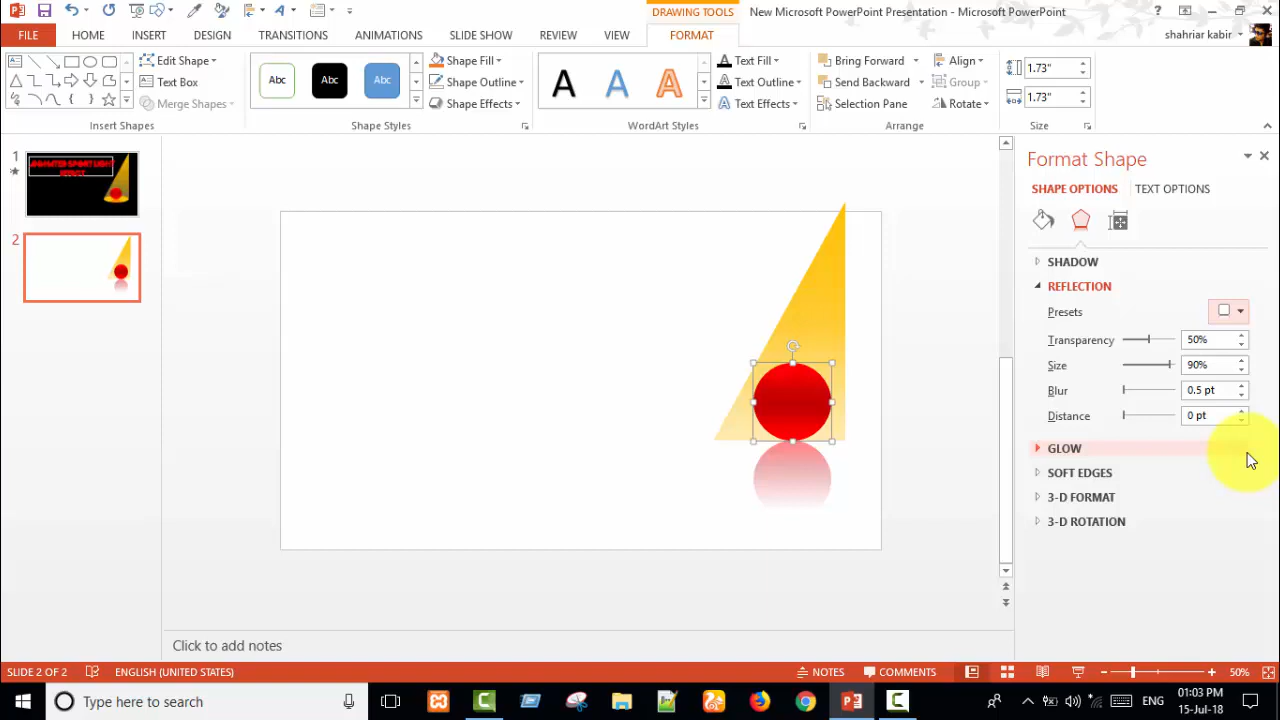 DRAWING TOOLS
New Microsoft PowerPoint Presentation - Microsoft PowerPoint
FILE HOME INSERT DESIGN TRANSITIONS ANIMATIONS SLIDE SHOW REVIEW VIEW FORMAT shahriar kabir
Edit Shape
Text Box
Merge Shapes
Insert Shapes
Abc Abc Abc
Shape Fill
Shape Outline
Shape Effects
Shape Styles
A A A
Text Fill
Text Outline
Text Effects
WordArt Styles
Bring Forward
Send Backward
Selection Pane
Align
Group
Rotate
Arrange
1.73"
1.73"
Size
1
2
Format Shape
SHAPE OPTIONS TEXT OPTIONS
SHADOW
REFLECTION
Presets
Transparency 50%
Size 90%
Blur 0.5 pt
Distance 0 pt
GLOW
SOFT EDGES
3-D FORMAT
3-D ROTATION
Click to add notes
SLIDE 2 OF 2 ENGLISH (UNITED STATES) NOTES COMMENTS 50%
Type here to search
ENG
01:03 PM
15-Jul-18